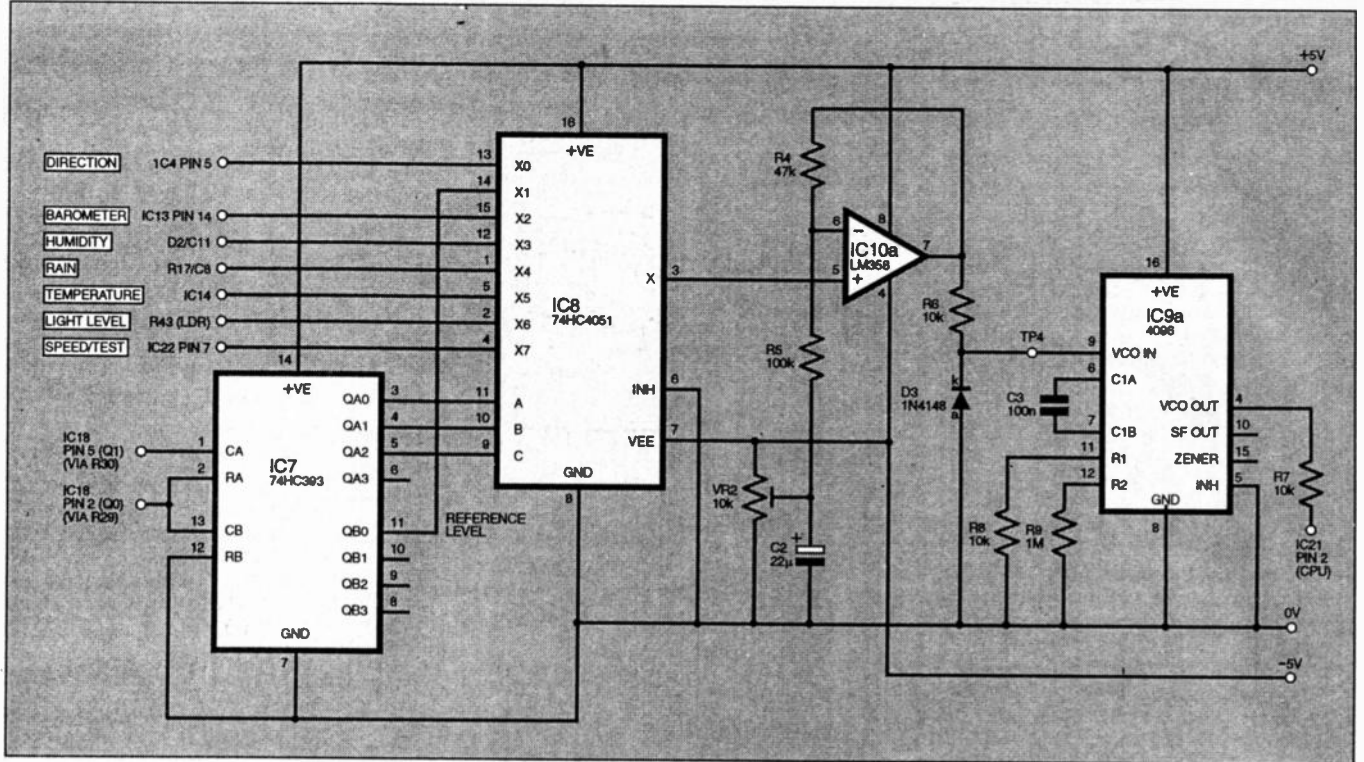 +5V
16
+VE
DIRECTION
1C4 PIN 5
13
X0
14
X1
BAROMETER
IC13 PIN 14
15
X2
HUMIDITY
D2/C11
12
X3
RAIN
R17/C8
1
X4
TEMPERATURE
IC14
5
X5
LIGHT LEVEL
R43 (LDR)
2
X6
SPEED/TEST
IC22 PIN 7
4
X7
IC8
74HC4051
X
3
11
A
10
B
9
C
INH
6
VEE
7
GND
8
14
+VE
IC18
PIN 5 (Q1)
(VIA R30)
1
CA
2
RA
IC18
PIN 2 (Q0)
(VIA R29)
13
CB
12
RB
IC7
74HC393
QA0
3
QA1
4
QA2
5
QA3
6
QB0
11
QB1
10
QB2
9
QB3
8
GND
7
REFERENCE
LEVEL
R4
47k
6
−
8
IC10a
LM358
7
5
+
4
R5
100k
VR2
10k
+
C2
22μ
R6
10k
TP4
D3
1N4148
k
a
16
+VE
IC9a
4096
9
VCO IN
6
C1A
C3
100n
7
C1B
11
R1
12
R2
VCO OUT
4
SF OUT
10
ZENER
15
INH
5
GND
8
R8
10k
R9
1M
R7
10k
IC21
PIN 2
(CPU)
0V
−5V